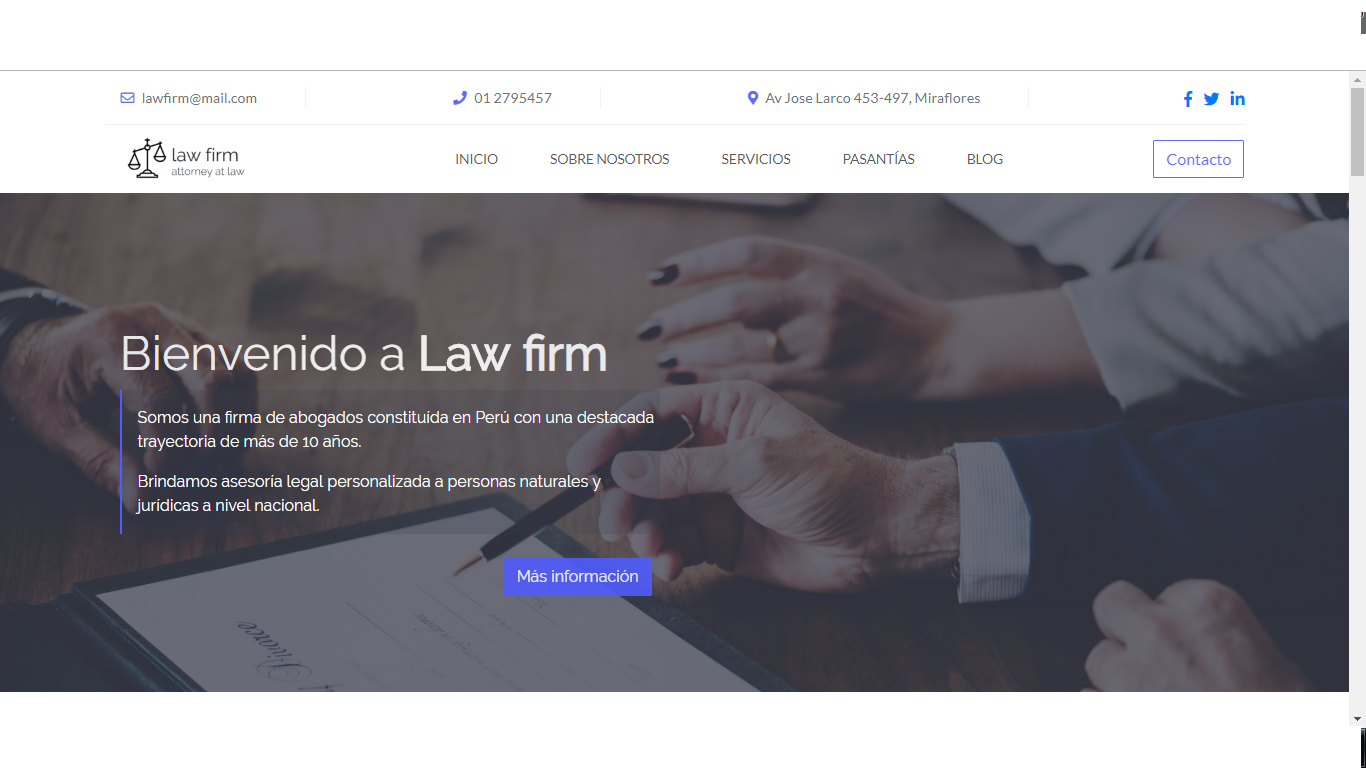 lawfirm@mail.com
01 2795457
Av Jose Larco 453-497, Miraflores
law firm
attorney at law
INICIO
SOBRE NOSOTROS
SERVICIOS
PASANTÍAS
BLOG
Contacto
Bienvenido a Law firm
Somos una firma de abogados constituída en Perú con una destacada
trayectoria de más de 10 años.
Brindamos asesoría legal personalizada a personas naturales y
jurídicas a nivel nacional.
Más información
Divorce